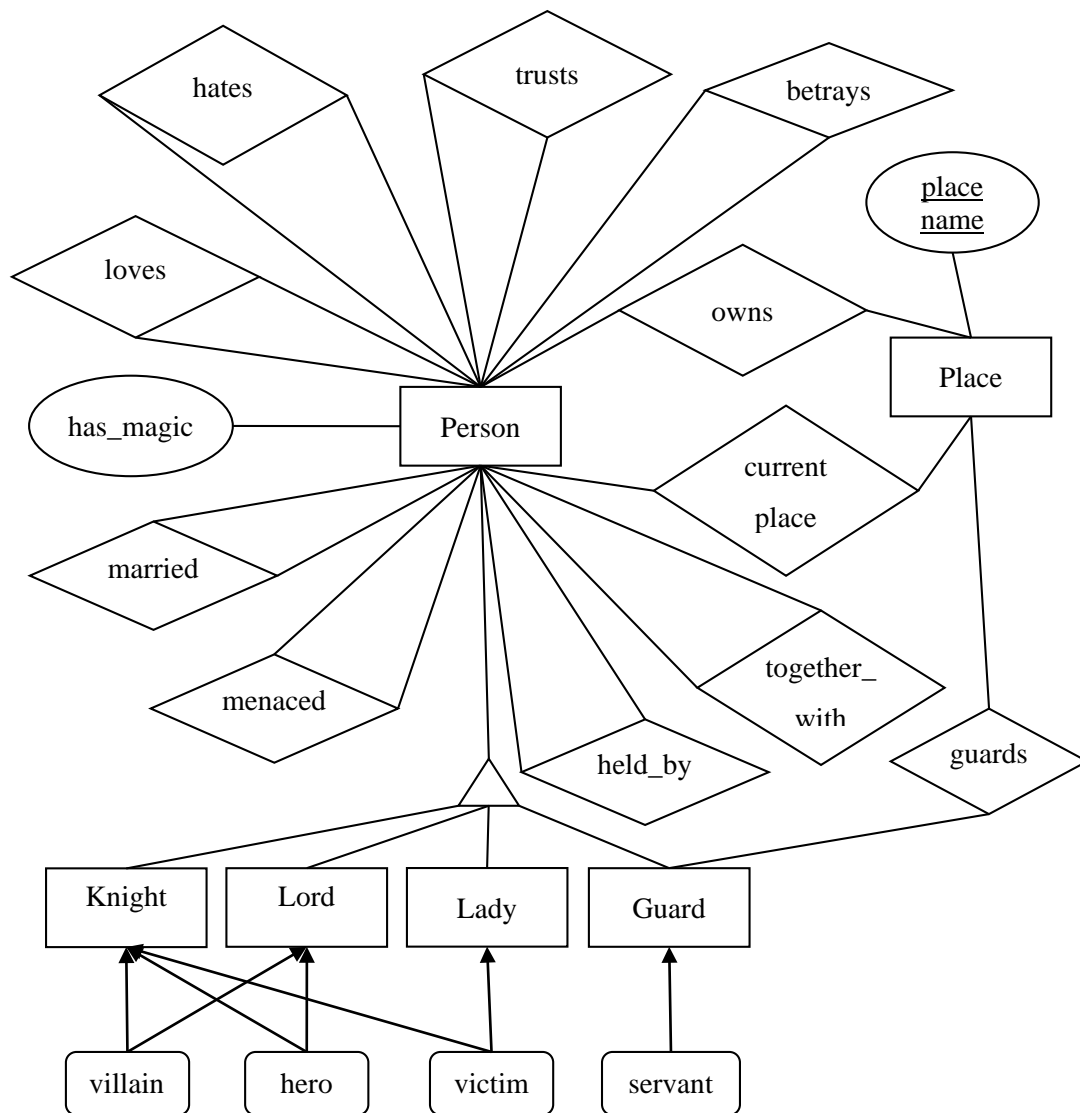 hates
trusts
betrays
place
name
loves
owns
Place
has_magic
Person
current
place
married
together_
with
menaced
held_by
guards
Knight
Lord
Lady
Guard
villain
hero
victim
servant